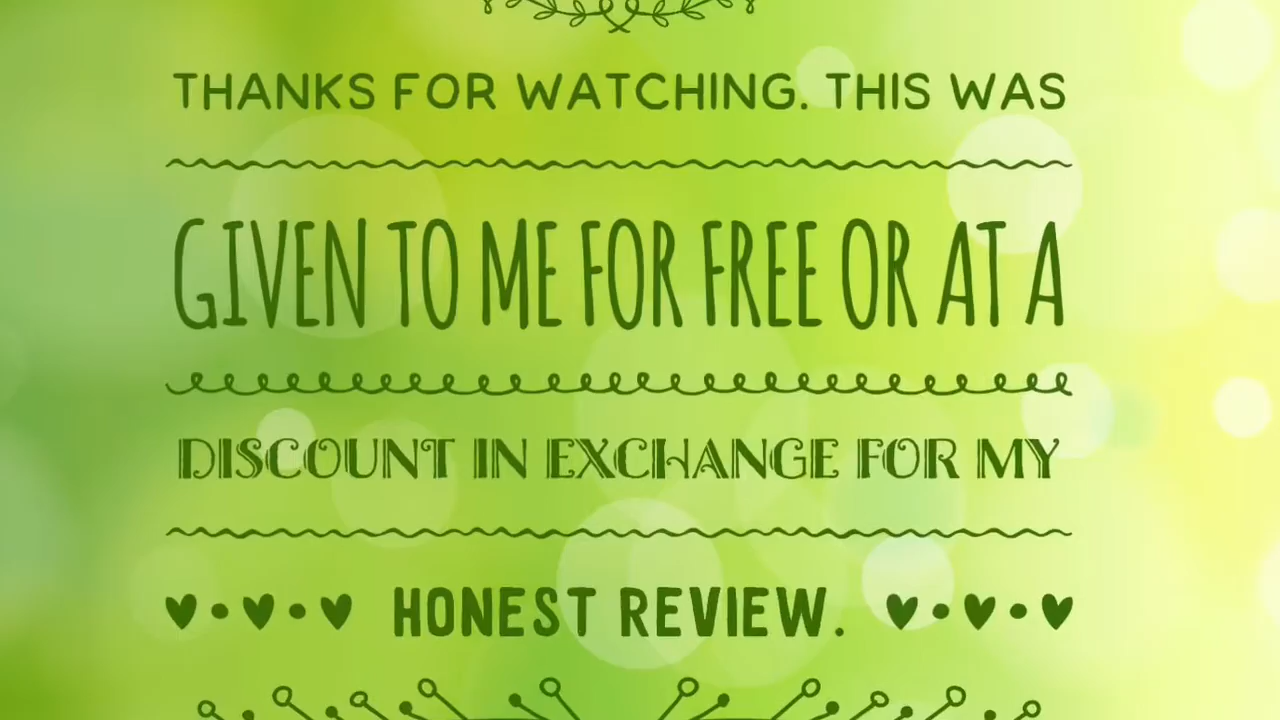 THANKS FOR WATCHING. THIS WAS
GIVEN TO ME FOR FREE OR AT A
DISCOUNT IN EXCHANGE FOR MY
HONEST REVIEW.